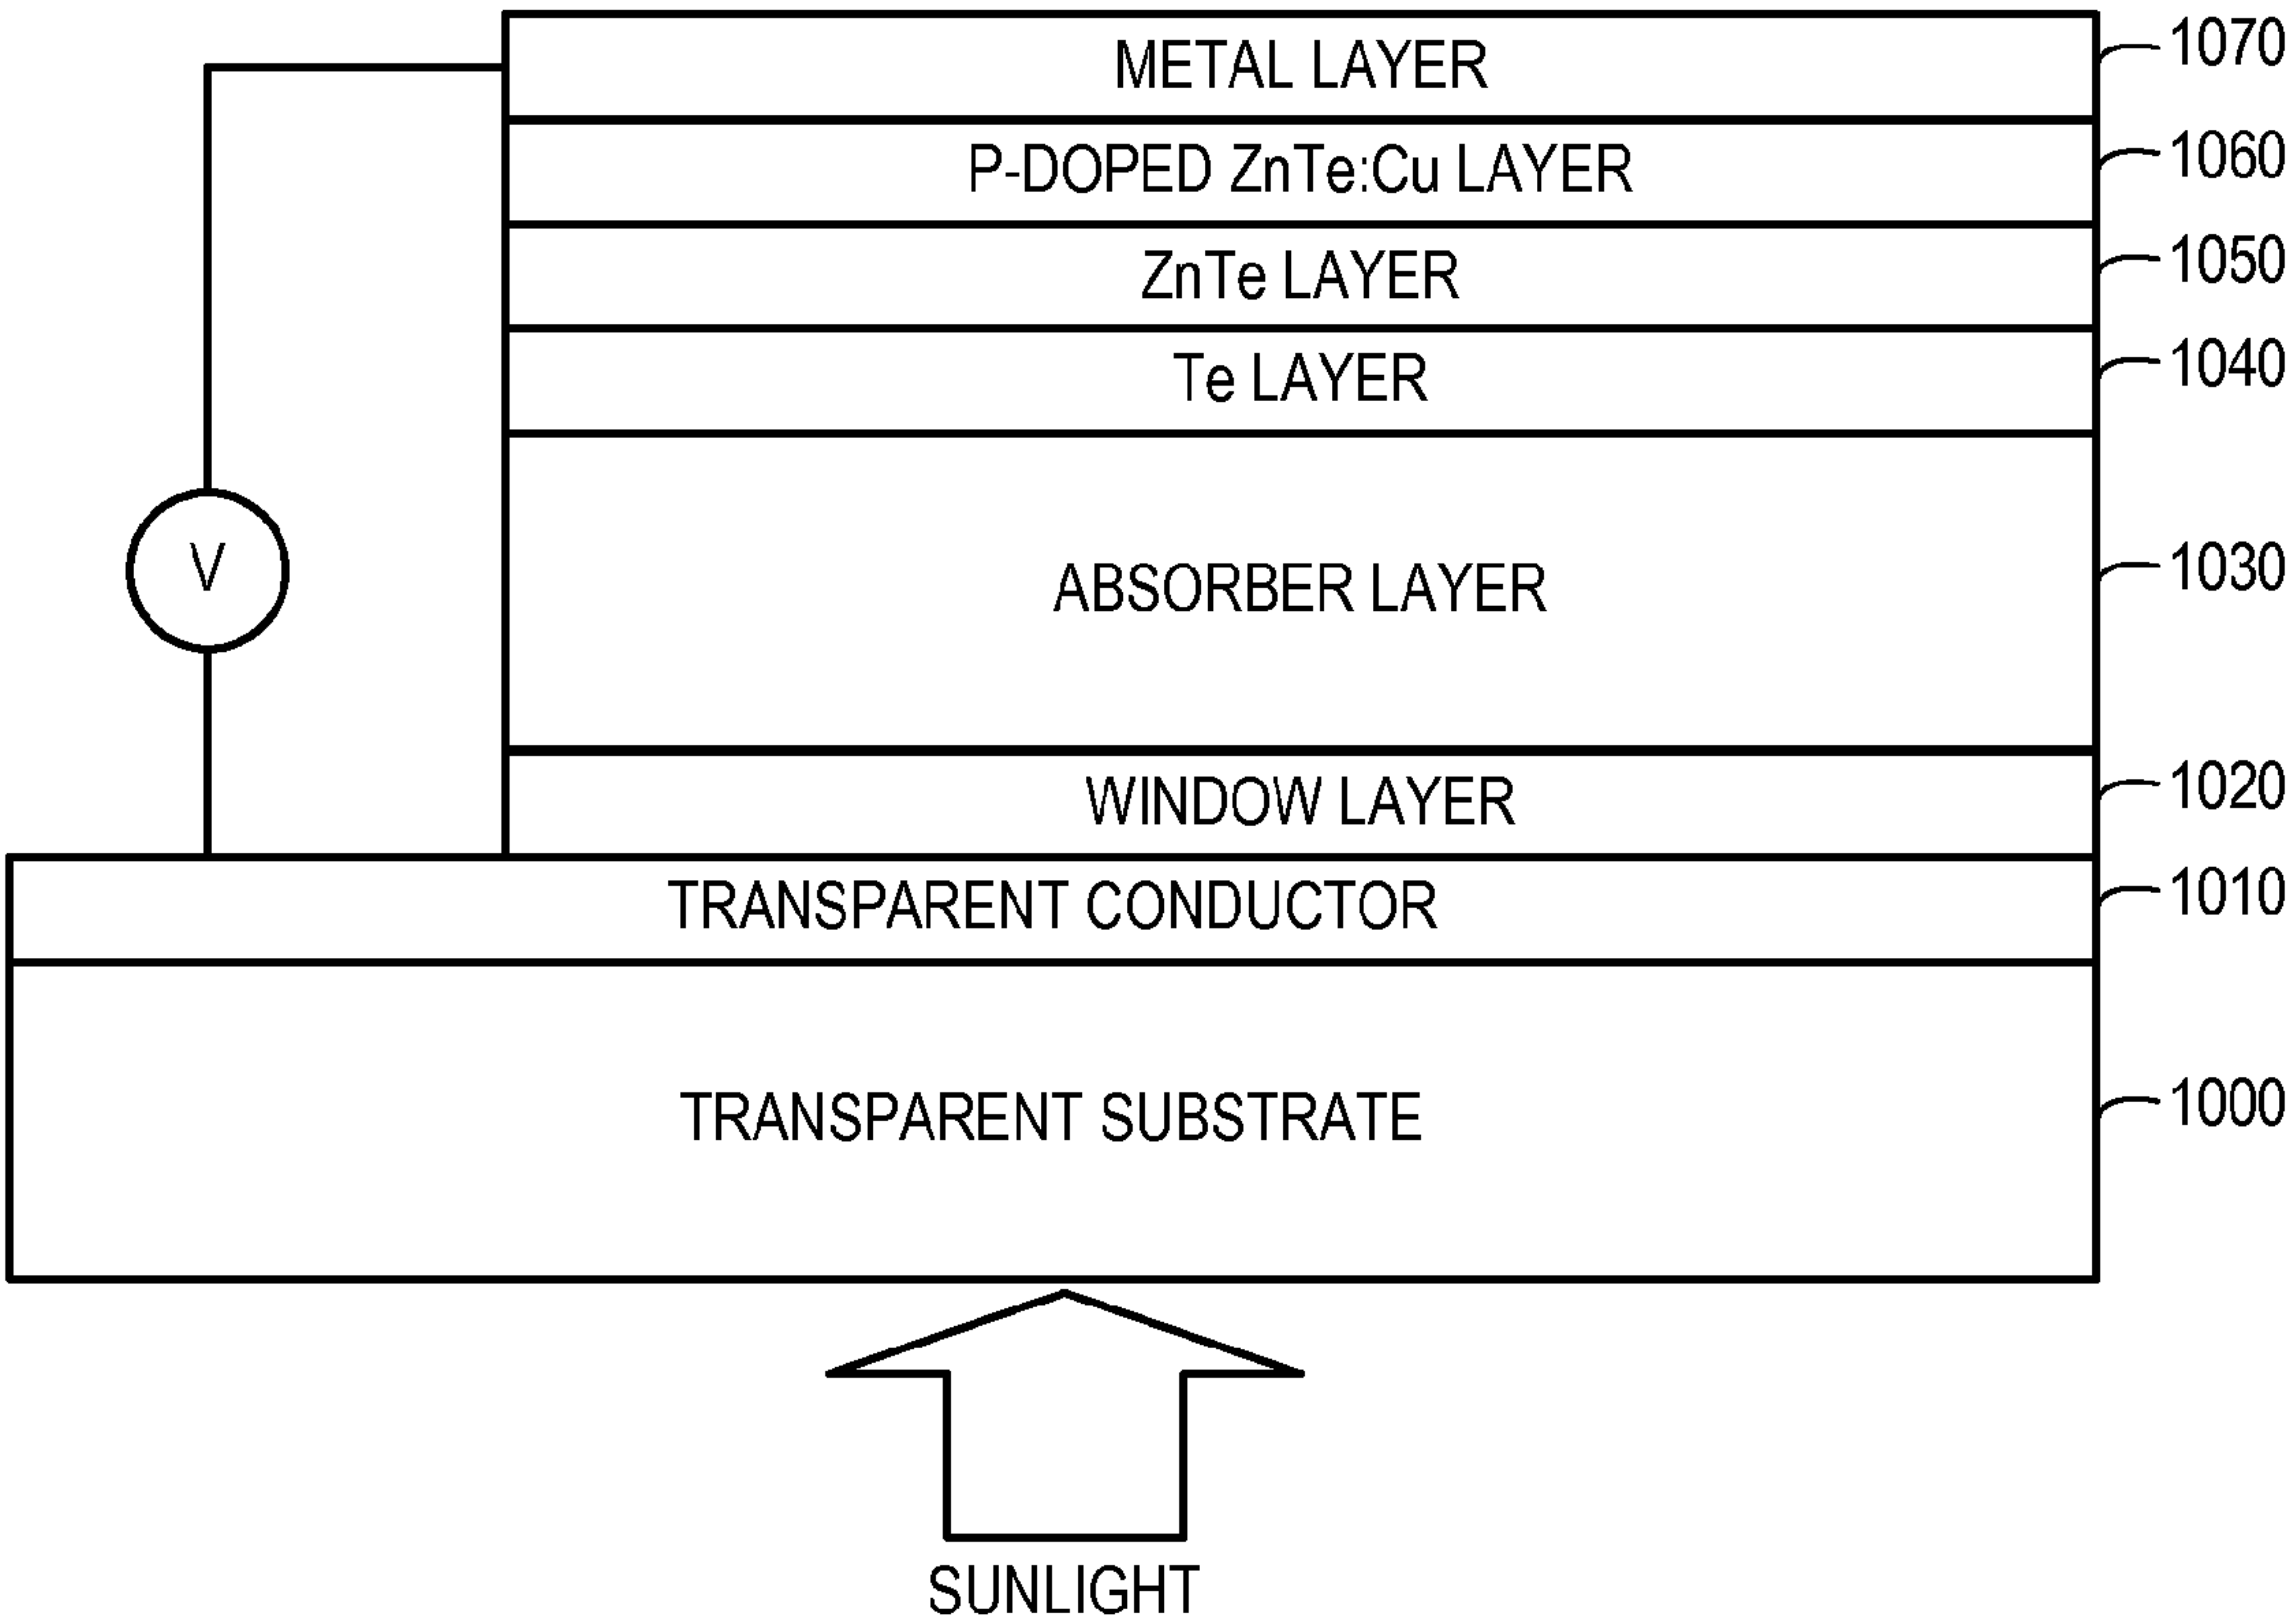 METAL LAYER 1070
P-DOPED ZnTe:Cu LAYER 1060
ZnTe LAYER 1050
Te LAYER 1040
V
ABSORBER LAYER 1030
WINDOW LAYER 1020
TRANSPARENT CONDUCTOR 1010
TRANSPARENT SUBSTRATE 1000
SUNLIGHT